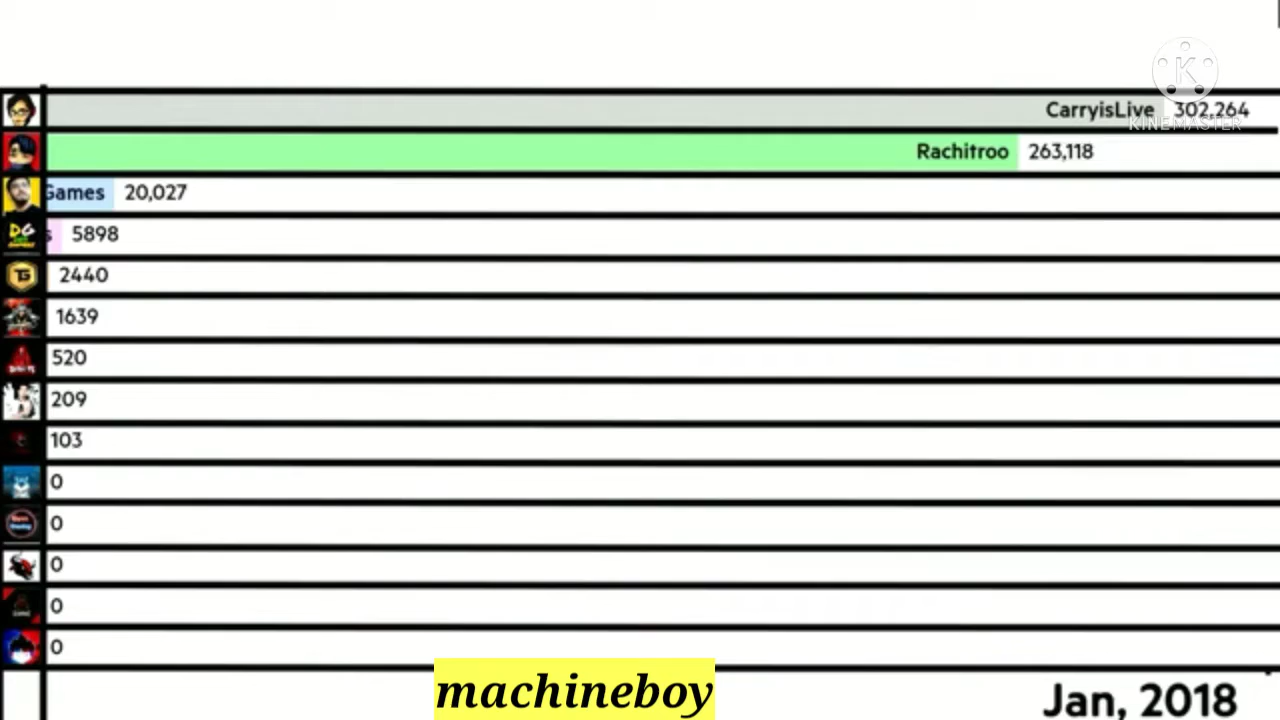 CarryisLive 302,264
KINEMASTER
Rachitroo 263,118
Games 20,027
s 5898
2440
1639
520
209
103
0
0
0
0
0
machineboy
Jan, 2018